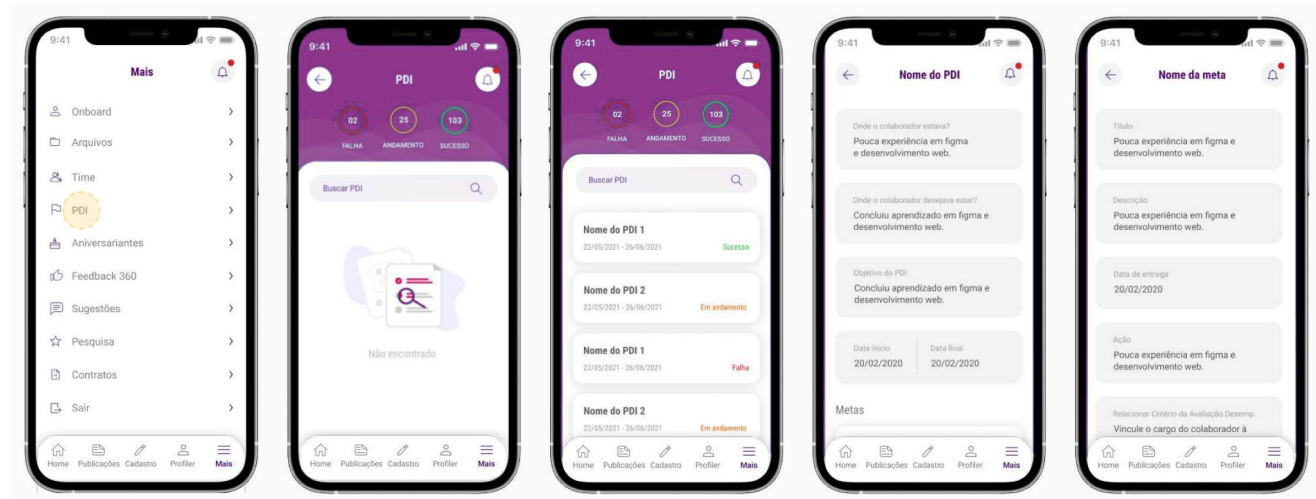 9:41
Mais
Onboard
Arquivos
Time
PDI
Aniversariantes
Feedback 360
Sugestões
Pesquisa
Contratos
Sair
Home Publicações Cadastro Profiler Mais
9:41
PDI
02 25 103
FALHA ANDAMENTO SUCESSO
Buscar PDI
Não encontrado
Home Publicações Cadastro Profiler Mais
9:41
PDI
02 25 103
FALHA ANDAMENTO SUCESSO
Buscar PDI
Nome do PDI 1
22/05/2021 - 26/06/2021 Sucesso
Nome do PDI 2
22/05/2021 - 26/06/2021 Em andamento
Nome do PDI 1
22/05/2021 - 26/06/2021 Falha
Nome do PDI 2
22/05/2021 - 26/06/2021 Em andamento
Home Publicações Cadastro Profiler Mais
9:41
Nome do PDI
Onde o colaborador estava?
Pouca experiência em figma
e desenvolvimento web.
Onde o colaborador desejava estar?
Concluiu aprendizado em figma e
desenvolvimento web.
Objetivo do PDI
Concluiu aprendizado em figma e
desenvolvimento web.
Data início Data final
20/02/2020 20/02/2020
Metas
Home Publicações Cadastro Profiler Mais
9:41
Nome da meta
Título
Pouca experiência em figma e
desenvolvimento web.
Descrição
Pouca experiência em figma e
desenvolvimento web.
Data de entrega
20/02/2020
Ação
Pouca experiência em figma e
desenvolvimento web.
Relacionar Critério da Avaliação Desemp.
Vincule o cargo do colaborador à
Home Publicações Cadastro Profiler Mais